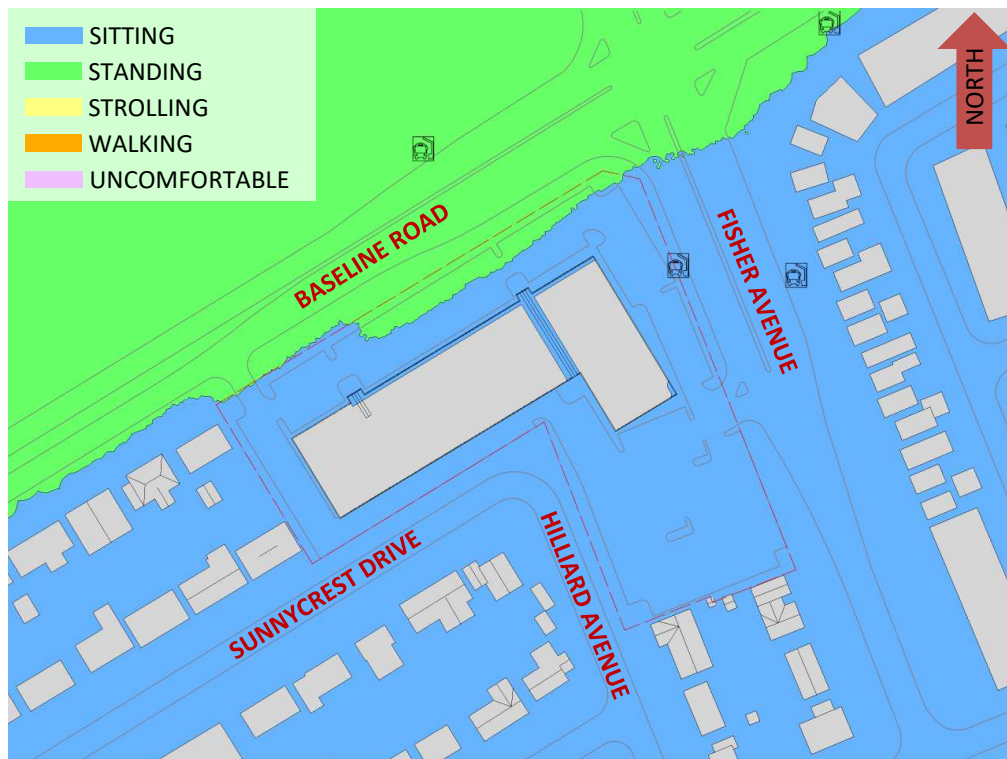 SITTING
STANDING
STROLLING
WALKING
UNCOMFORTABLE
NORTH
BASELINE ROAD
FISHER AVENUE
SUNNYCREST DRIVE
HILLIARD AVENUE